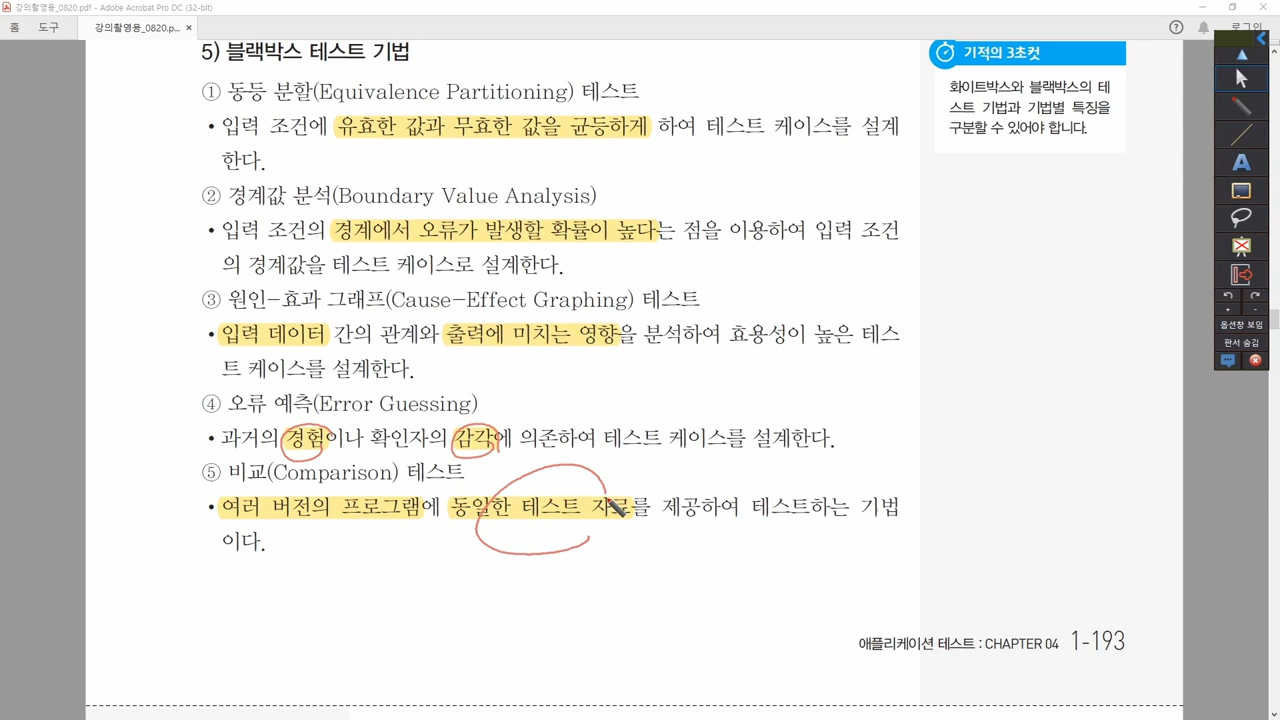 강의촬영용_0820.pdf - Adobe Acrobat Pro DC (32-bit)
홈 도구 강의촬영용_0820.p... × 로그인
5) 블랙박스 테스트 기법
① 동등 분할(Equivalence Partitioning) 테스트
• 입력 조건에 유효한 값과 무효한 값을 균등하게 하여 테스트 케이스를 설계
한다.
② 경계값 분석(Boundary Value Analysis)
• 입력 조건의 경계에서 오류가 발생할 확률이 높다는 점을 이용하여 입력 조건
의 경계값을 테스트 케이스로 설계한다.
③ 원인-효과 그래프(Cause-Effect Graphing) 테스트
• 입력 데이터 간의 관계와 출력에 미치는 영향을 분석하여 효용성이 높은 테스
트 케이스를 설계한다.
④ 오류 예측(Error Guessing)
• 과거의 경험이나 확인자의 감각에 의존하여 테스트 케이스를 설계한다.
⑤ 비교(Comparison) 테스트
• 여러 버전의 프로그램에 동일한 테스트 자료를 제공하여 테스트하는 기법
이다.
기적의 3초컷
화이트박스와 블랙박스의 테
스트 기법과 기법별 특징을
구분할 수 있어야 합니다.
애플리케이션 테스트 : CHAPTER 04 1-193
A
+ -
옵션창 보임
판서 숨김